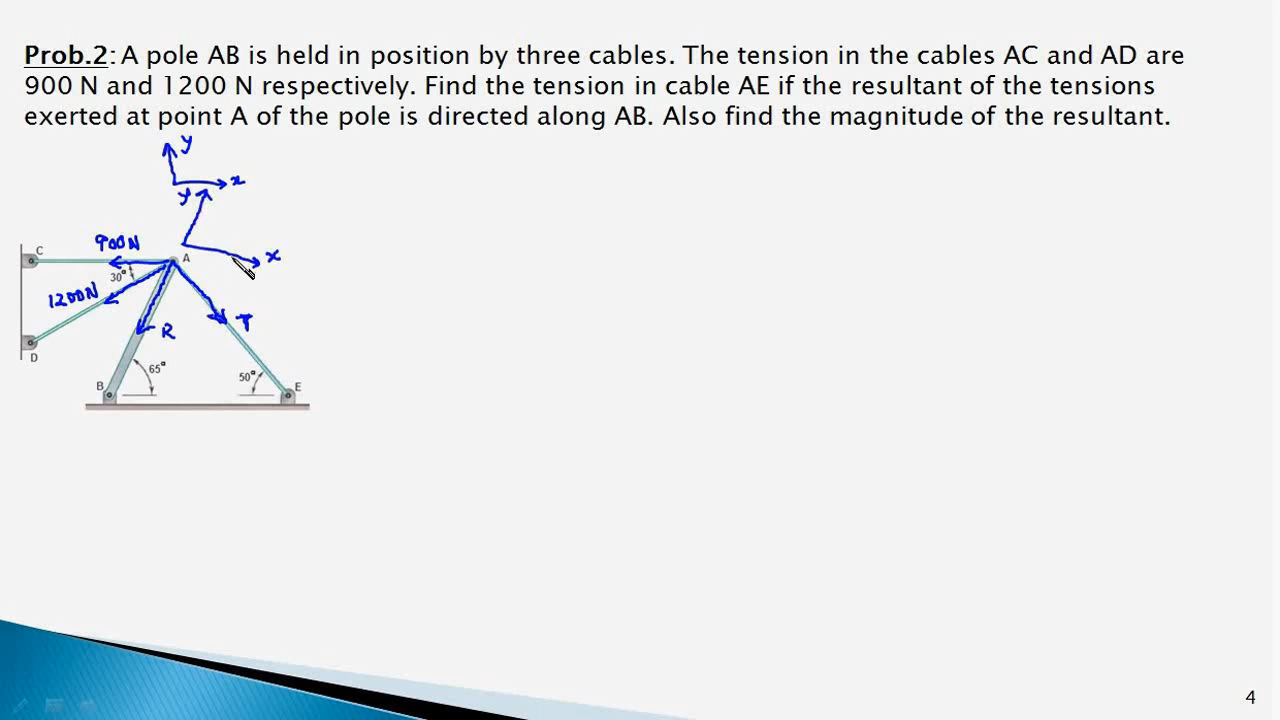 Prob.2: A pole AB is held in position by three cables. The tension in the cables AC and AD are
900 N and 1200 N respectively. Find the tension in cable AE if the resultant of the tensions
exerted at point A of the pole is directed along AB. Also find the magnitude of the resultant.
y
x
y
900N
x
C
A
30°
1200N
T
R
D
65°
50°
B
E
4